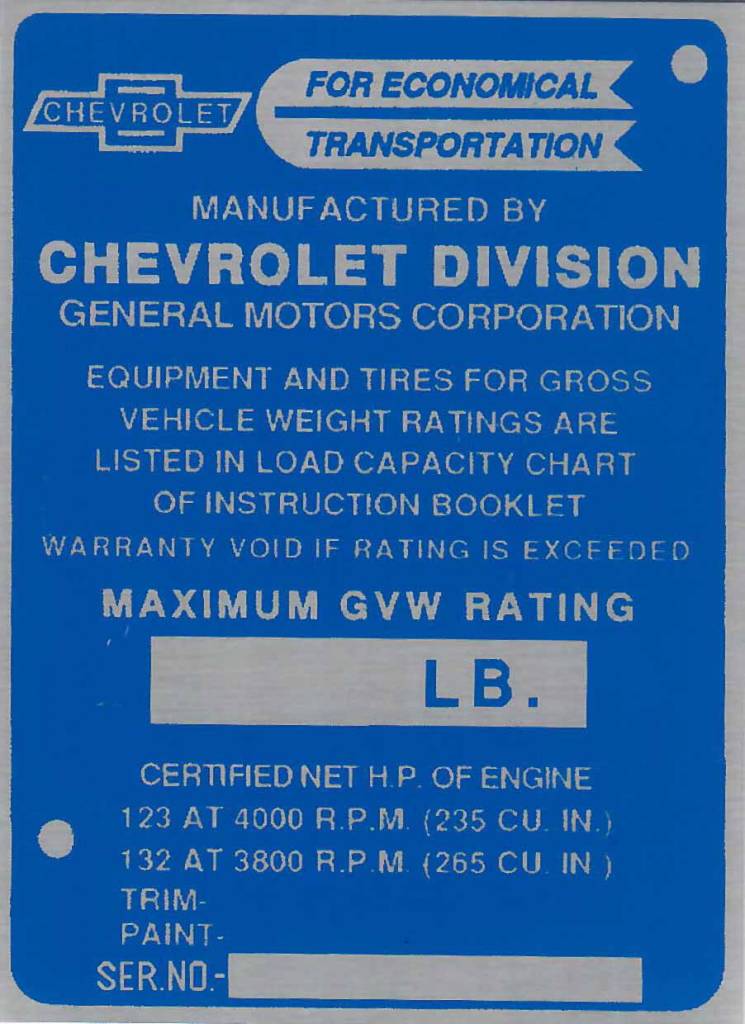 CHEVROLET
FOR ECONOMICAL
TRANSPORTATION
MANUFACTURED BY
CHEVROLET DIVISION
GENERAL MOTORS CORPORATION
EQUIPMENT AND TIRES FOR GROSS
VEHICLE WEIGHT RATINGS ARE
LISTED IN LOAD CAPACITY CHART
OF INSTRUCTION BOOKLET
WARRANTY VOID IF RATING IS EXCEEDED
MAXIMUM GVW RATING
LB.
CERTIFIED NET H.P. OF ENGINE
123 AT 4000 R.P.M. (235 CU. IN.)
132 AT 3800 R.P.M. (265 CU. IN.)
TRIM-
PAINT-
SER.NO.-